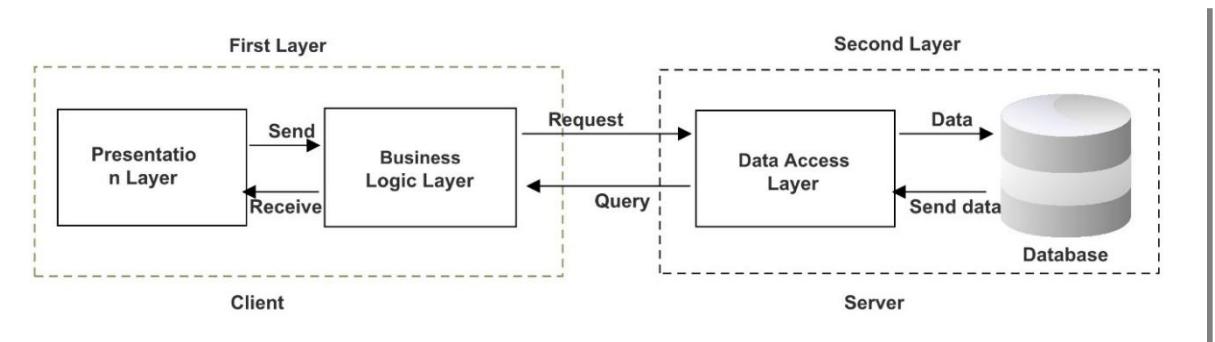 First Layer
Second Layer
Send
Request
Data
Presentatio
n Layer
Business
Logic Layer
Data Access
Layer
Receive
Query
Send data
Database
Client
Server